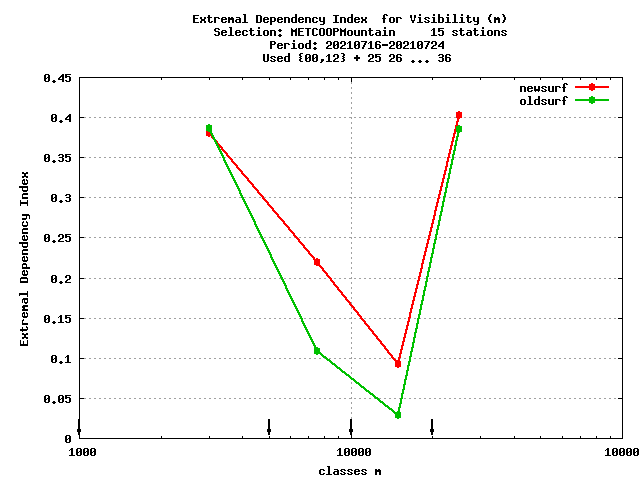 Extremal Dependency Index  for Visibility (m)
Selection: METCOOPMountain     15 stations
Period: 20210716-20210724
Used {00,12} + 25 26 ... 36
newsurf
oldsurf
0.45
0.4
0.35
0.3
0.25
0.2
0.15
0.1
0.05
0
Extremal Dependency Index
1000
10000
10000
classes m